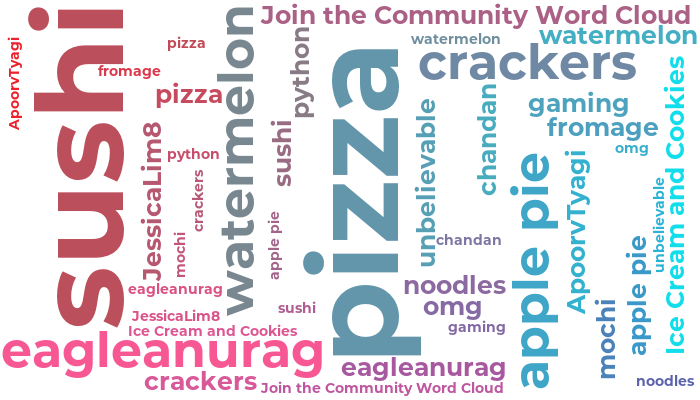 Join the Community Word Cloud
sushi
pizza
ApoorvTyagi
fromage
pizza
watermelon
python
watermelon
watermelon
crackers
pizza
gaming
fromage
omg
Ice Cream and Cookies
JessicaLim8
python
crackers
mochi
sushi
apple pie
unbelievable
chandan
chandan
apple pie
ApoorvTyagi
unbelievable
apple pie
mochi
eagleanurag
JessicaLim8
sushi
Ice Cream and Cookies
noodles
omg
gaming
eagleanurag
eagleanurag
crackers
Join the Community Word Cloud
noodles